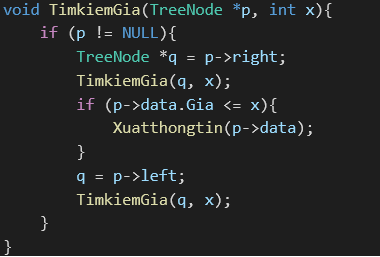 void TimkiemGia(TreeNode *p, int x){
    if (p != NULL){
        TreeNode *q = p->right;
        TimkiemGia(q, x);
        if (p->data.Gia <= x){
            Xuatthongtin(p->data);
        }
        q = p->left;
        TimkiemGia(q, x);
    }
}